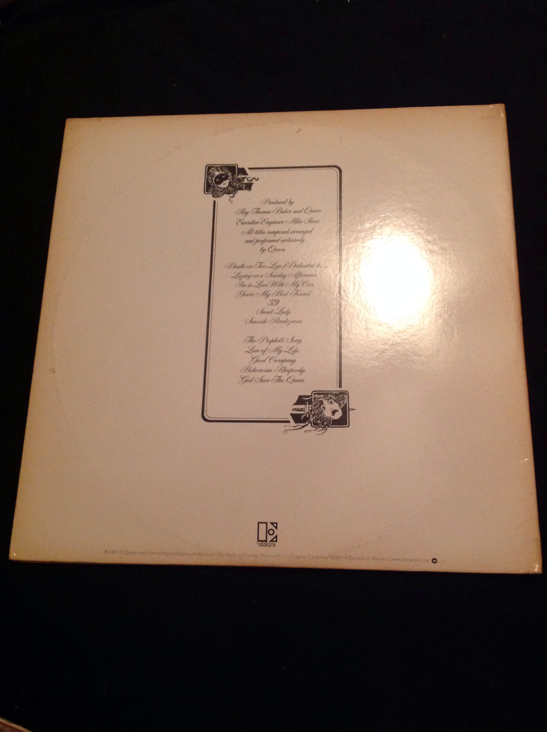 Produced by
Roy Thomas Baker and Queen
Executive Engineer Mike Stone
All titles composed, arranged
and performed exclusively
by Queen
Death on Two Legs (Dedicated to....
Lazing on a Sunday Afternoon
I'm in Love With My Car
You're My Best Friend
'39
Sweet Lady
Seaside Rendezvous
The Prophet's Song
Love of My Life
Good Company
Bohemian Rhapsody
God Save The Queen